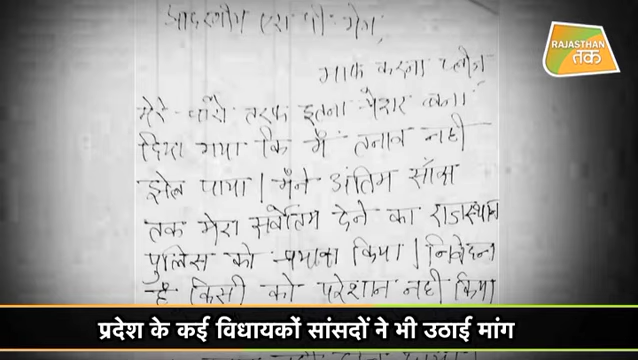 आदरणीय एस पी मैम,
RAJASTHAN
तक
माफ करना प्लीज
मेरे चारों तरफ इतना प्रेशर बना
दिया गया कि मैं तनाव नहीं
झेल पाया। मैंने अंतिम साँस
तक मेरा सर्वोत्तम देने का राजस्थान
पुलिस को प्रयास किया। निवेदन
है किसी को परेशान नहीं किया
प्रदेश के कई विधायकों सांसदों ने भी उठाई मांग